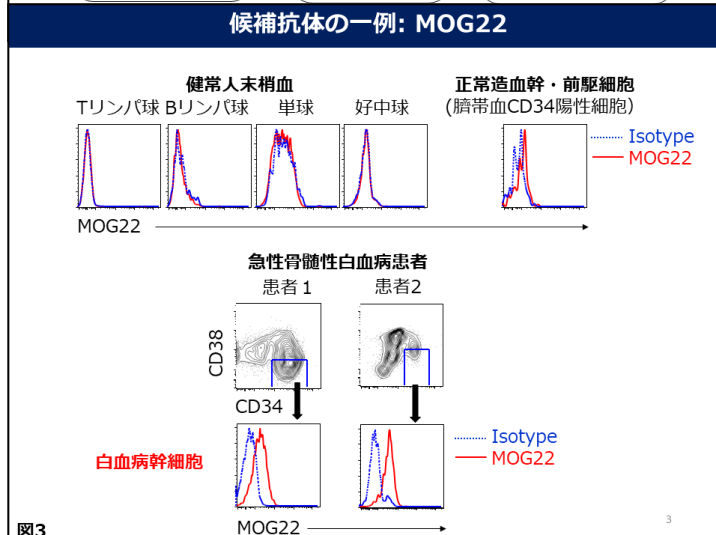 候補抗体の一例: MOG22
健常人末梢血
正常造血幹・前駆細胞
Tリンパ球 Bリンパ球 単球 好中球
(臍帯血CD34陽性細胞)
Isotype
MOG22
MOG22
急性骨髄性白血病患者
患者1 患者2
CD38
CD34
白血病幹細胞
Isotype
MOG22
MOG22
図3
3